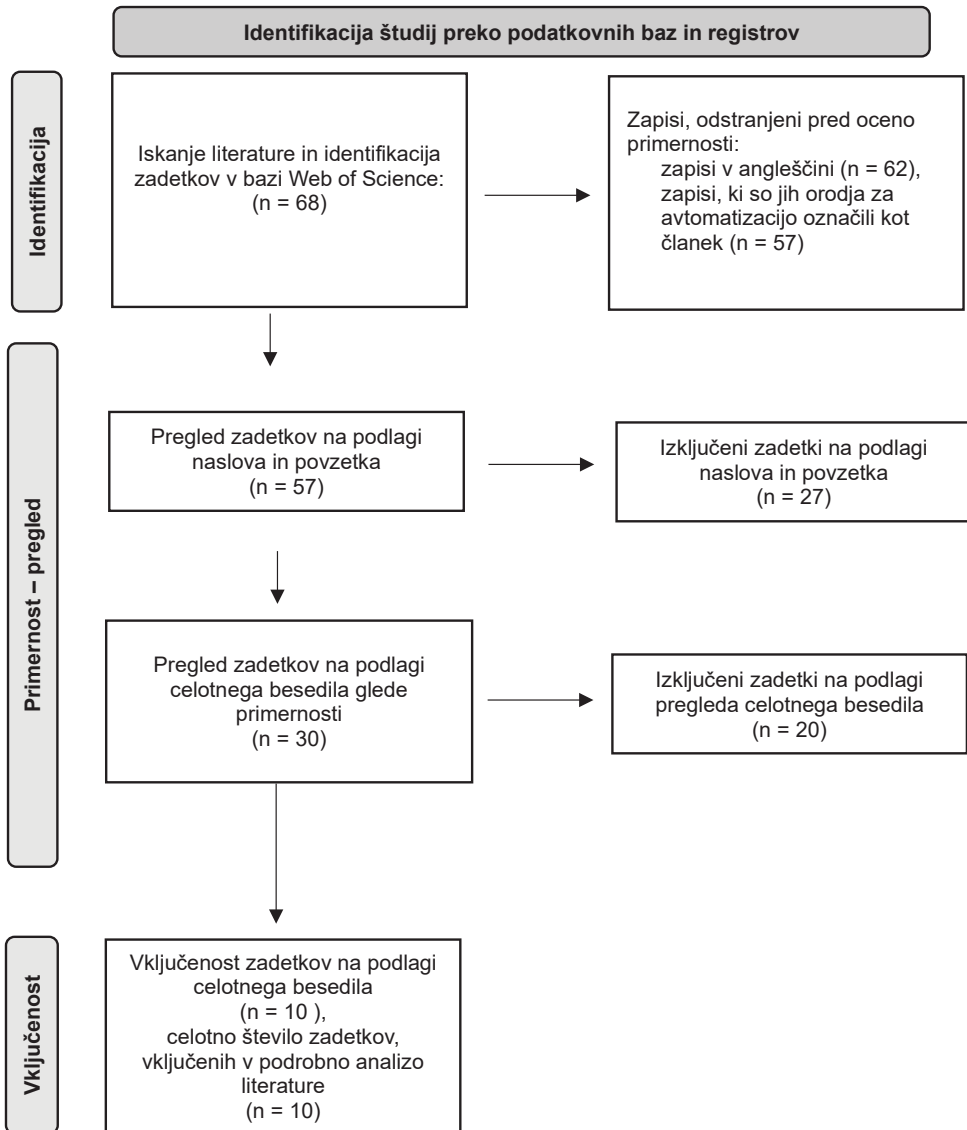 Identifikacija študij preko podatkovnih baz in registrov
Identifikacija
Iskanje literature in identifikacija
zadetkov v bazi Web of Science:
(n = 68)
Zapisi, odstranjeni pred oceno
primernosti:
zapisi v angleščini (n = 62),
zapisi, ki so jih orodja za
avtomatizacijo označili kot
članek (n = 57)
Primernost – pregled
Pregled zadetkov na podlagi
naslova in povzetka
(n = 57)
Izključeni zadetki na podlagi
naslova in povzetka
(n = 27)
Pregled zadetkov na podlagi
celotnega besedila glede
primernosti
(n = 30)
Izključeni zadetki na podlagi
pregleda celotnega besedila
(n = 20)
Vključenost
Vključenost zadetkov na podlagi
celotnega besedila
(n = 10 ),
celotno število zadetkov,
vključenih v podrobno analizo
literature
(n = 10)